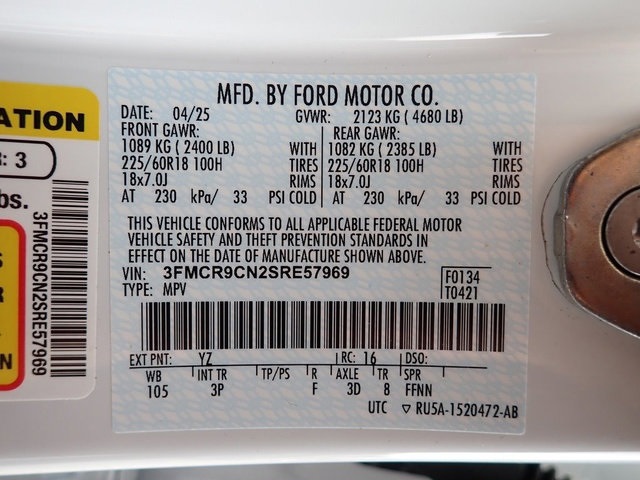 MFD. BY FORD MOTOR CO.
DATE: 04/25 GVWR: 2123 KG ( 4680 LB)
FRONT GAWR: REAR GAWR:
1089 KG ( 2400 LB) WITH 1082 KG ( 2385 LB) WITH
225/60R18 100H TIRES 225/60R18 100H TIRES
18x7.0J RIMS 18x7.0J RIMS
AT 230 kPa/ 33 PSI COLD AT 230 kPa/ 33 PSI COLD
THIS VEHICLE CONFORMS TO ALL APPLICABLE FEDERAL MOTOR
VEHICLE SAFETY AND THEFT PREVENTION STANDARDS IN
EFFECT ON THE DATE OF MANUFACTURE SHOWN ABOVE.
VIN: 3FMCR9CN2SRE57969 F0134
TYPE: MPV T0421
EXT PNT: YZ RC: 16 DSO:
WB INT TR TP/PS R AXLE TR SPR
105 3P F 3D 8 FFNN
UTC ▽ RU5A-1520472-AB
ATION
R: 3
bs.
3FMCR9CN2SRE57969
S
R
N